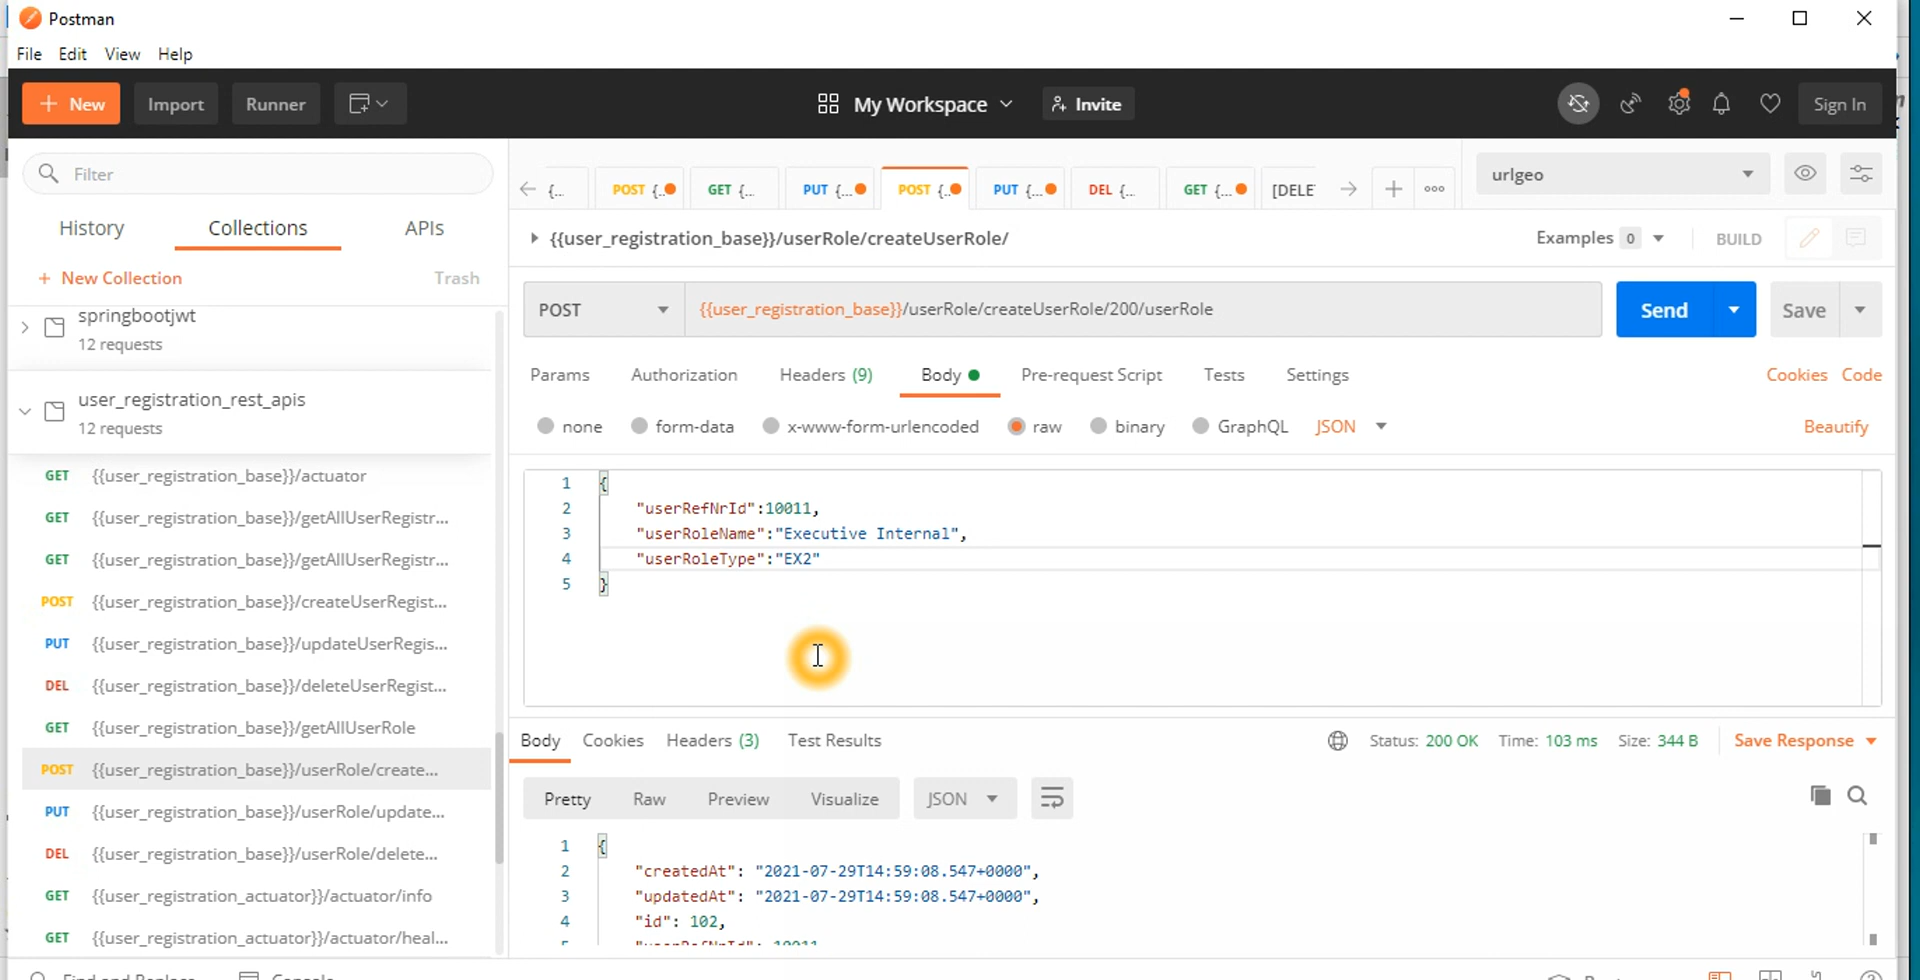 Postman
File Edit View Help
+ New Import Runner My Workspace Invite Sign In
Filter
History Collections APIs
+ New Collection Trash
springbootjwt
12 requests
user_registration_rest_apis
12 requests
GET {{user_registration_base}}/actuator
GET {{user_registration_base}}/getAllUserRegistr...
GET {{user_registration_base}}/getAllUserRegistr...
POST {{user_registration_base}}/createUserRegist...
PUT {{user_registration_base}}/updateUserRegis...
DEL {{user_registration_base}}/deleteUserRegist...
GET {{user_registration_base}}/getAllUserRole
POST {{user_registration_base}}/userRole/create...
PUT {{user_registration_base}}/userRole/update...
DEL {{user_registration_base}}/userRole/delete...
GET {{user_registration_actuator}}/actuator/info
GET {{user_registration_actuator}}/actuator/heal...
Find and Replace Console
{... POST {... GET {... PUT {... POST {... PUT {... DEL {... GET {... [DELE urlgeo
{{user_registration_base}}/userRole/createUserRole/ Examples 0 BUILD
POST {{user_registration_base}}/userRole/createUserRole/200/userRole Send Save
Params Authorization Headers (9) Body Pre-request Script Tests Settings Cookies Code
none form-data x-www-form-urlencoded raw binary GraphQL JSON Beautify
1 {
2 "userRefNrId":10011,
3 "userRoleName":"Executive Internal",
4 "userRoleType":"EX2"
5 }
Body Cookies Headers (3) Test Results Status: 200 OK Time: 103 ms Size: 344 B Save Response
Pretty Raw Preview Visualize JSON
1 {
2 "createdAt": "2021-07-29T14:59:08.547+0000",
3 "updatedAt": "2021-07-29T14:59:08.547+0000",
4 "id": 102,
5 "userRefNrId": 10011